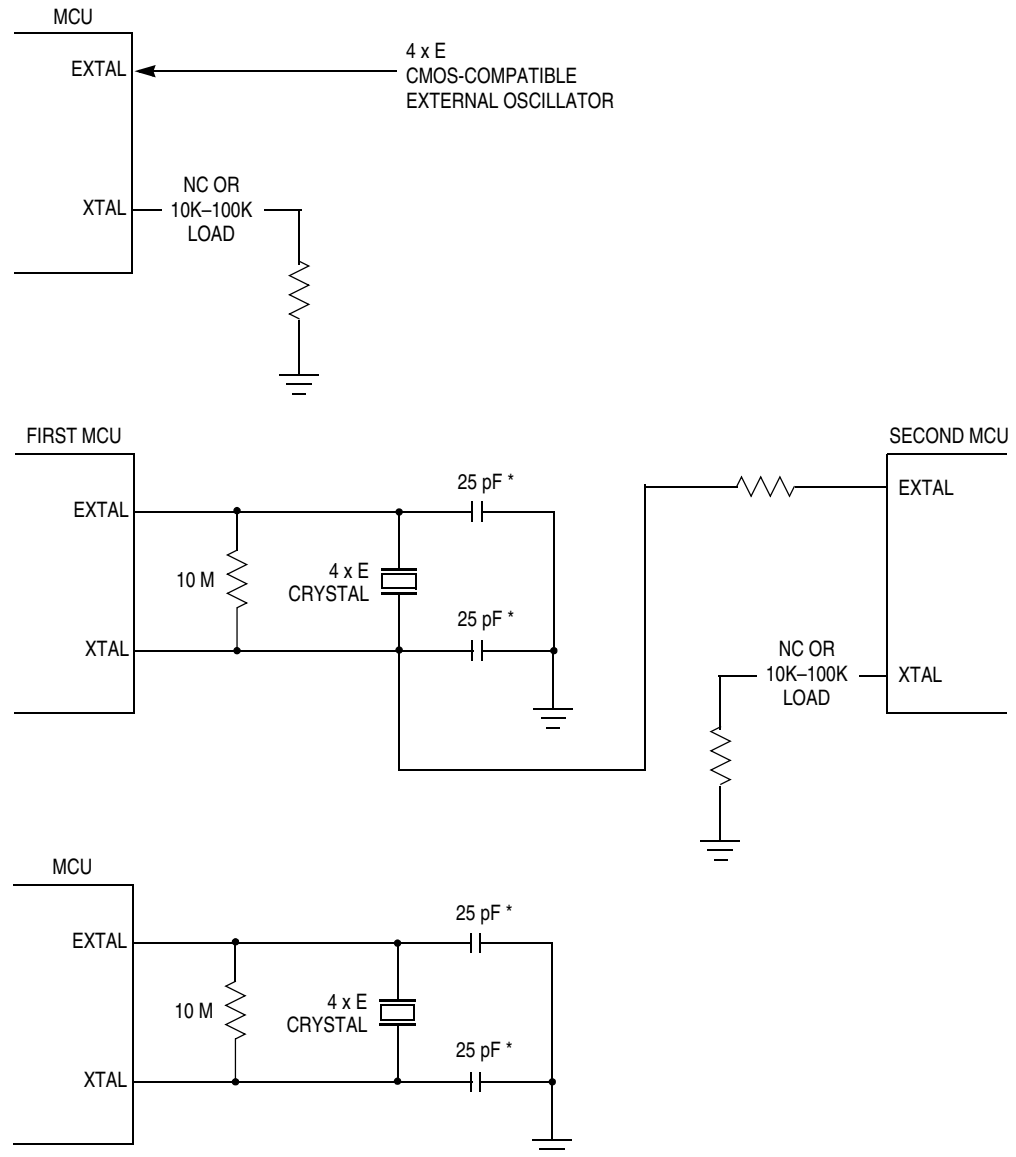 MCU
EXTAL
4 x E
CMOS-COMPATIBLE
EXTERNAL OSCILLATOR
XTAL
NC OR
10K–100K
LOAD
FIRST MCU
SECOND MCU
EXTAL
25 pF *
EXTAL
10 M
4 x E
CRYSTAL
25 pF *
XTAL
NC OR
10K–100K
LOAD
XTAL
MCU
EXTAL
25 pF *
10 M
4 x E
CRYSTAL
25 pF *
XTAL